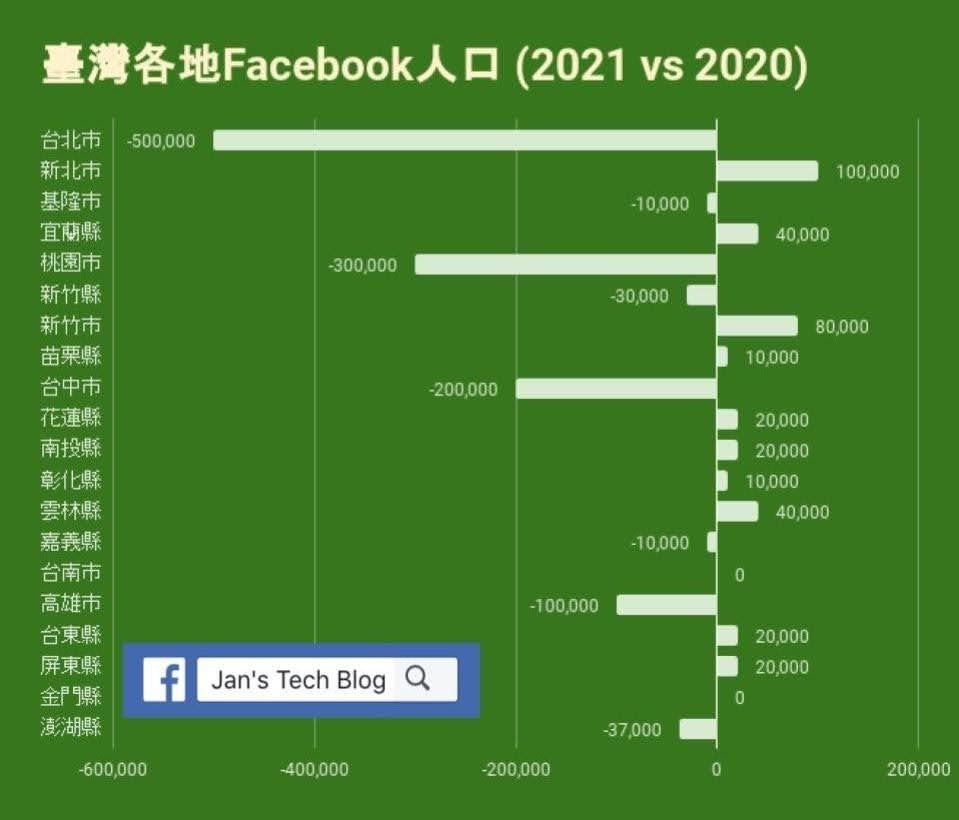 臺灣各地Facebook人口 (2021 vs 2020)
台北市 -500,000
新北市 100,000
基隆市 -10,000
宜蘭縣 40,000
桃園市 -300,000
新竹縣 -30,000
新竹市 80,000
苗栗縣 10,000
台中市 -200,000
花蓮縣 20,000
南投縣 20,000
彰化縣 10,000
雲林縣 40,000
嘉義縣 -10,000
台南市 0
高雄市 -100,000
台東縣 20,000
屏東縣 20,000
Jan's Tech Blog
金門縣 0
澎湖縣 -37,000
-600,000 -400,000 -200,000 0 200,000